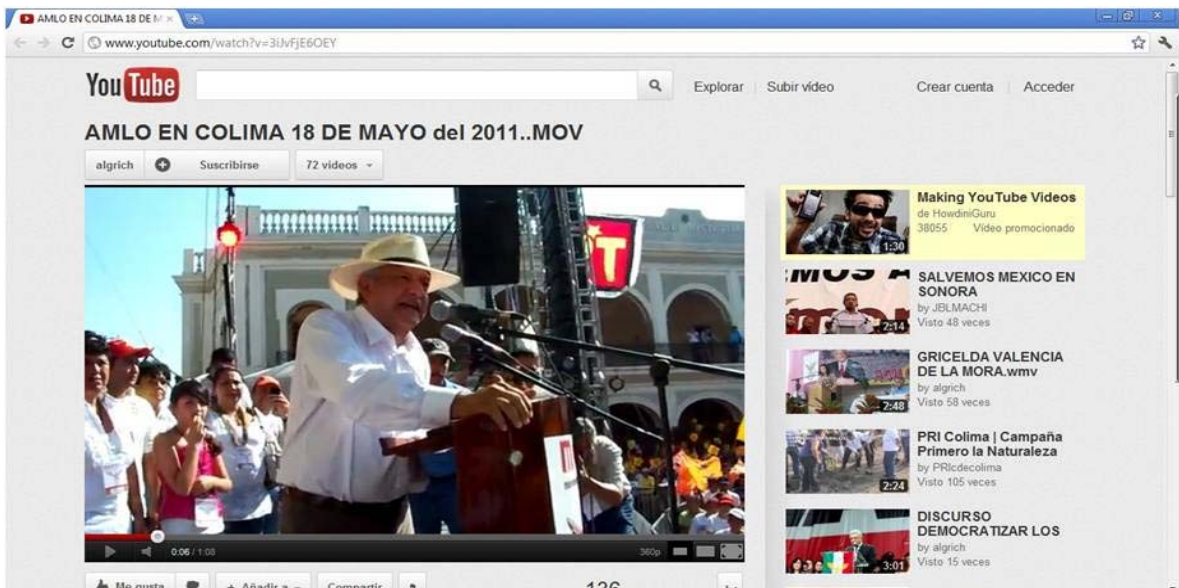 AMLO EN COLIMA 18 DE M
www.youtube.com/watch?v=3iJvFjE6OEY
YouTube
Explorar
Subir vídeo
Crear cuenta
Acceder
AMLO EN COLIMA 18 DE MAYO del 2011..MOV
algrich
Suscribirse
72 videos
T
0:06 / 1:08
360p
Making YouTube Videos
de HowdiniGuru
38055 Vídeo promocionado
1:30
SALVEMOS MEXICO EN
SONORA
by JBLMACHI
Visto 48 veces
2:14
GRICELDA VALENCIA
DE LA MORA.wmv
by algrich
Visto 58 veces
2:48
PRI Colima | Campaña
Primero la Naturaleza
by PRIcdecolima
Visto 105 veces
2:24
DISCURSO
DEMOCRATIZAR LOS
by algrich
Visto 15 veces
3:01
Me gusta
+ Añadir a
Compartir
136